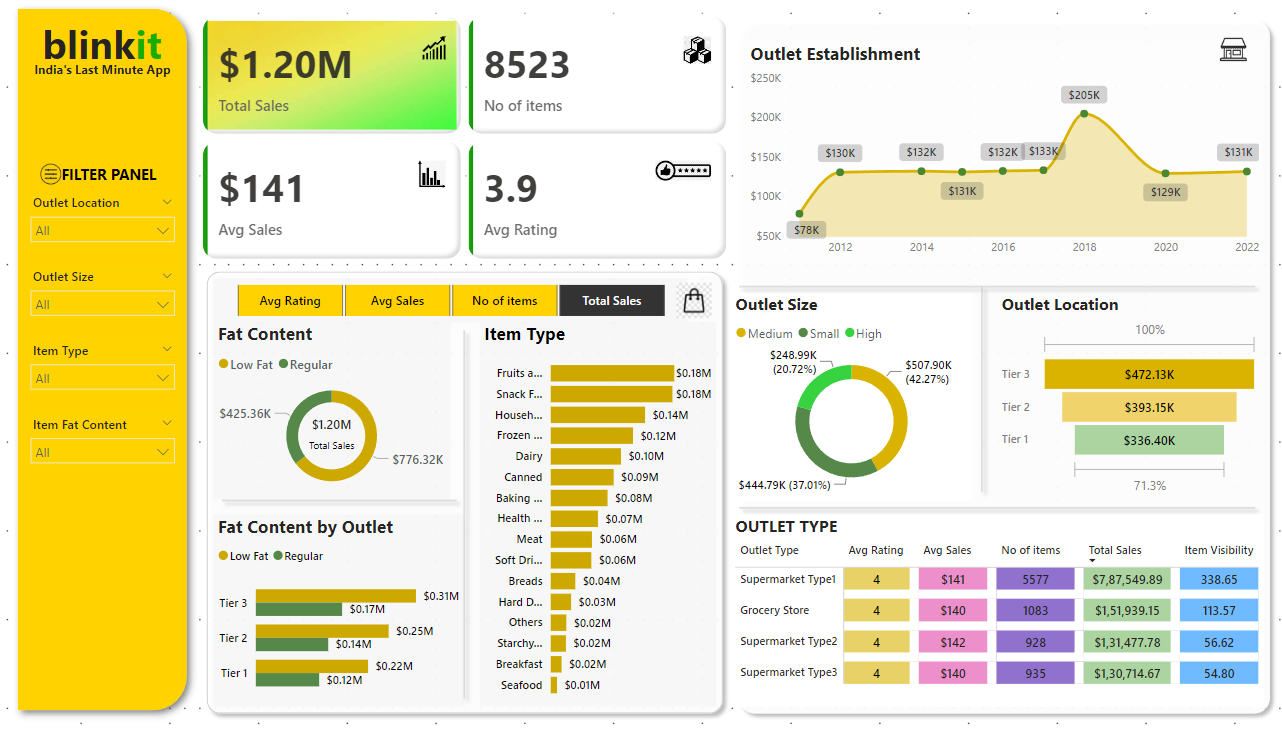 blinkit
India's Last Minute App
FILTER PANEL
Outlet Location
All
Outlet Size
All
Item Type
All
Item Fat Content
All
$1.20M
Total Sales
8523
No of items
$141
Avg Sales
3.9
Avg Rating
Avg Rating Avg Sales No of items Total Sales
Fat Content
Low Fat Regular
$425.36K
$1.20M
Total Sales
$776.32K
Fat Content by Outlet
Low Fat Regular
Tier 3 $0.31M
$0.17M
Tier 2 $0.25M
$0.14M
Tier 1 $0.22M
$0.12M
Item Type
Fruits a... $0.18M
Snack F... $0.18M
Househ... $0.14M
Frozen ... $0.12M
Dairy $0.10M
Canned $0.09M
Baking ... $0.08M
Health ... $0.07M
Meat $0.06M
Soft Dri... $0.06M
Breads $0.04M
Hard D... $0.03M
Others $0.02M
Starchy... $0.02M
Breakfast $0.02M
Seafood $0.01M
Outlet Establishment
$250K
$200K
$150K
$100K
$50K
$78K
$130K
$132K
$131K
$132K
$133K
$205K
$129K
$131K
2012 2014 2016 2018 2020 2022
Outlet Size
Medium Small High
$248.99K
(20.72%)
$507.90K
(42.27%)
$444.79K (37.01%)
Outlet Location
100%
Tier 3 $472.13K
Tier 2 $393.15K
Tier 1 $336.40K
71.3%
OUTLET TYPE
Outlet Type Avg Rating Avg Sales No of items Total Sales Item Visibility
Supermarket Type1 4 $141 5577 $7,87,549.89 338.65
Grocery Store 4 $140 1083 $1,51,939.15 113.57
Supermarket Type2 4 $142 928 $1,31,477.78 56.62
Supermarket Type3 4 $140 935 $1,30,714.67 54.80